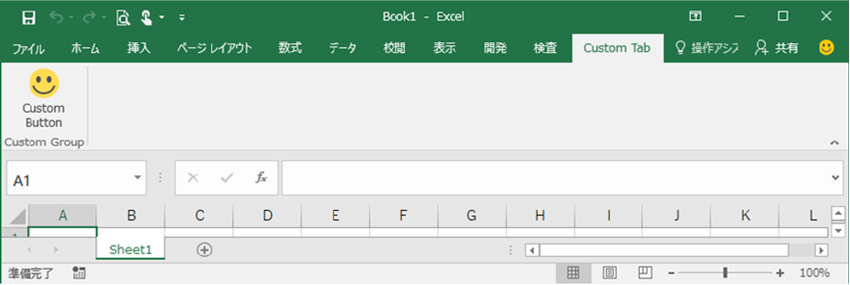 Book1 - Excel
ファイル ホーム 挿入 ページ レイアウト 数式 データ 校閲 表示 開発 検査 Custom Tab 操作アシス 共有
Custom
Button
Custom Group
A1
fx
A B C D E F G H I J K L
1
Sheet1
準備完了
100%